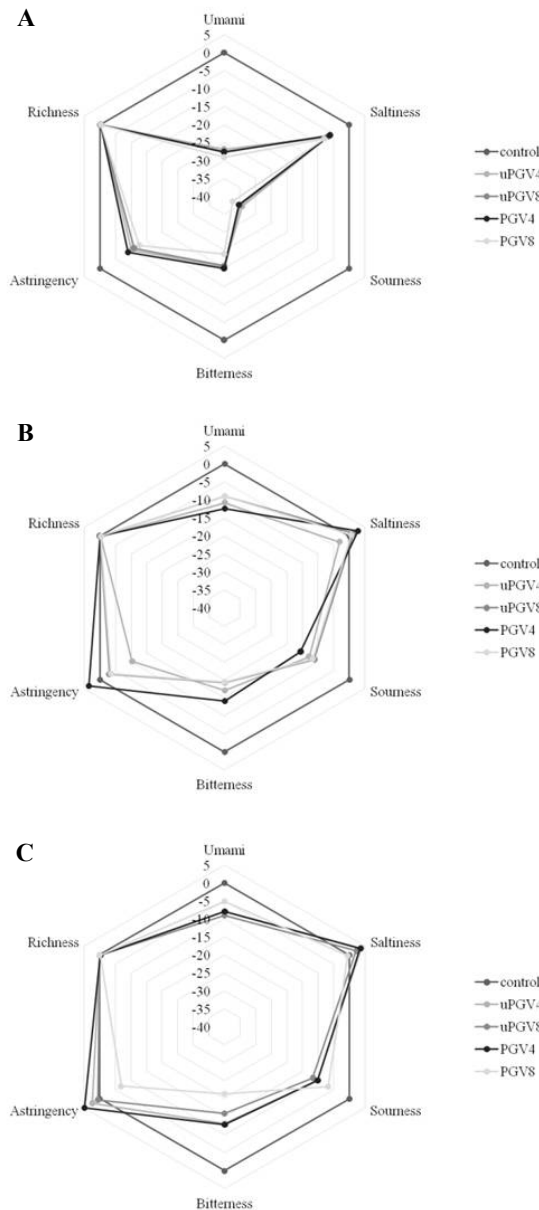 A
Umami
5
0
-5
-10
-15
-20
-25
-30
-35
-40
Richness
Saltiness
Astringency
Sourness
Bitterness
control
uPGV4
uPGV8
PGV4
PGV8
B
Umami
5
0
-5
-10
-15
-20
-25
-30
-35
-40
Richness
Saltiness
Astringency
Sourness
Bitterness
control
uPGV4
uPGV8
PGV4
PGV8
C
Umami
5
0
-5
-10
-15
-20
-25
-30
-35
-40
Richness
Saltiness
Astringency
Sourness
Bitterness
control
uPGV4
uPGV8
PGV4
PGV8